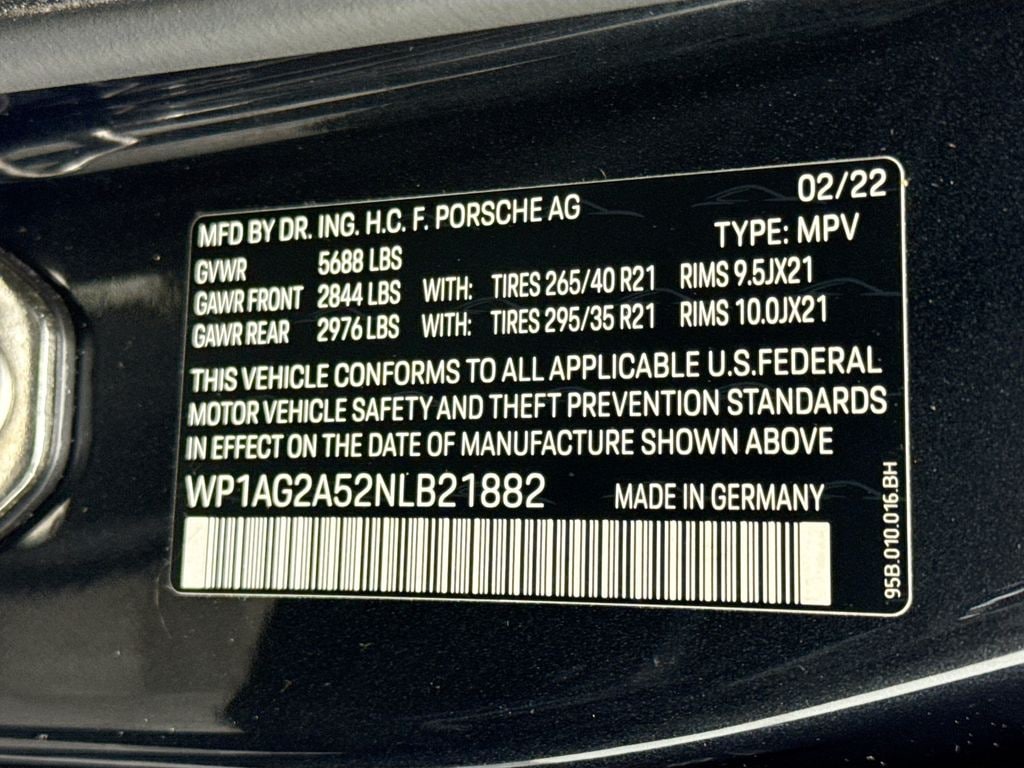 02/22
MFD BY DR. ING. H.C. F. PORSCHE AG TYPE: MPV
GVWR 5688 LBS
GAWR FRONT 2844 LBS WITH: TIRES 265/40 R21 RIMS 9.5JX21
GAWR REAR 2976 LBS WITH: TIRES 295/35 R21 RIMS 10.0JX21
THIS VEHICLE CONFORMS TO ALL APPLICABLE U.S.FEDERAL
MOTOR VEHICLE SAFETY AND THEFT PREVENTION STANDARDS
IN EFFECT ON THE DATE OF MANUFACTURE SHOWN ABOVE
WP1AG2A52NLB21882 MADE IN GERMANY
95B.010.016.BH